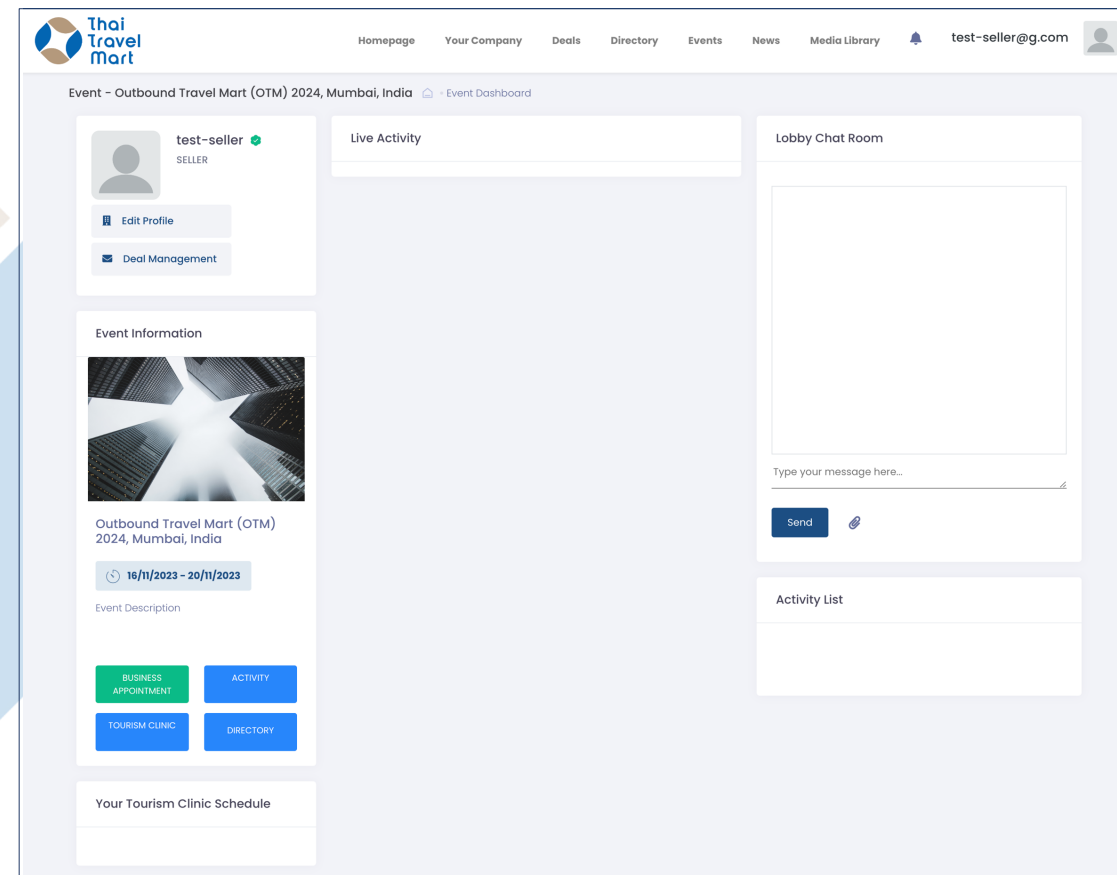 Thai
Travel
Mart
Homepage
Your Company
Deals
Directory
Events
News
Media Library
test-seller@g.com
Event - Outbound Travel Mart (OTM) 2024, Mumbai, India
Event Dashboard
test-seller
SELLER
Edit Profile
Deal Management
Event Information
Outbound Travel Mart (OTM)
2024, Mumbai, India
16/11/2023 - 20/11/2023
Event Description
BUSINESS
APPOINTMENT
ACTIVITY
TOURISM CLINIC
DIRECTORY
Your Tourism Clinic Schedule
Live Activity
Lobby Chat Room
Type your message here...
Send
Activity List